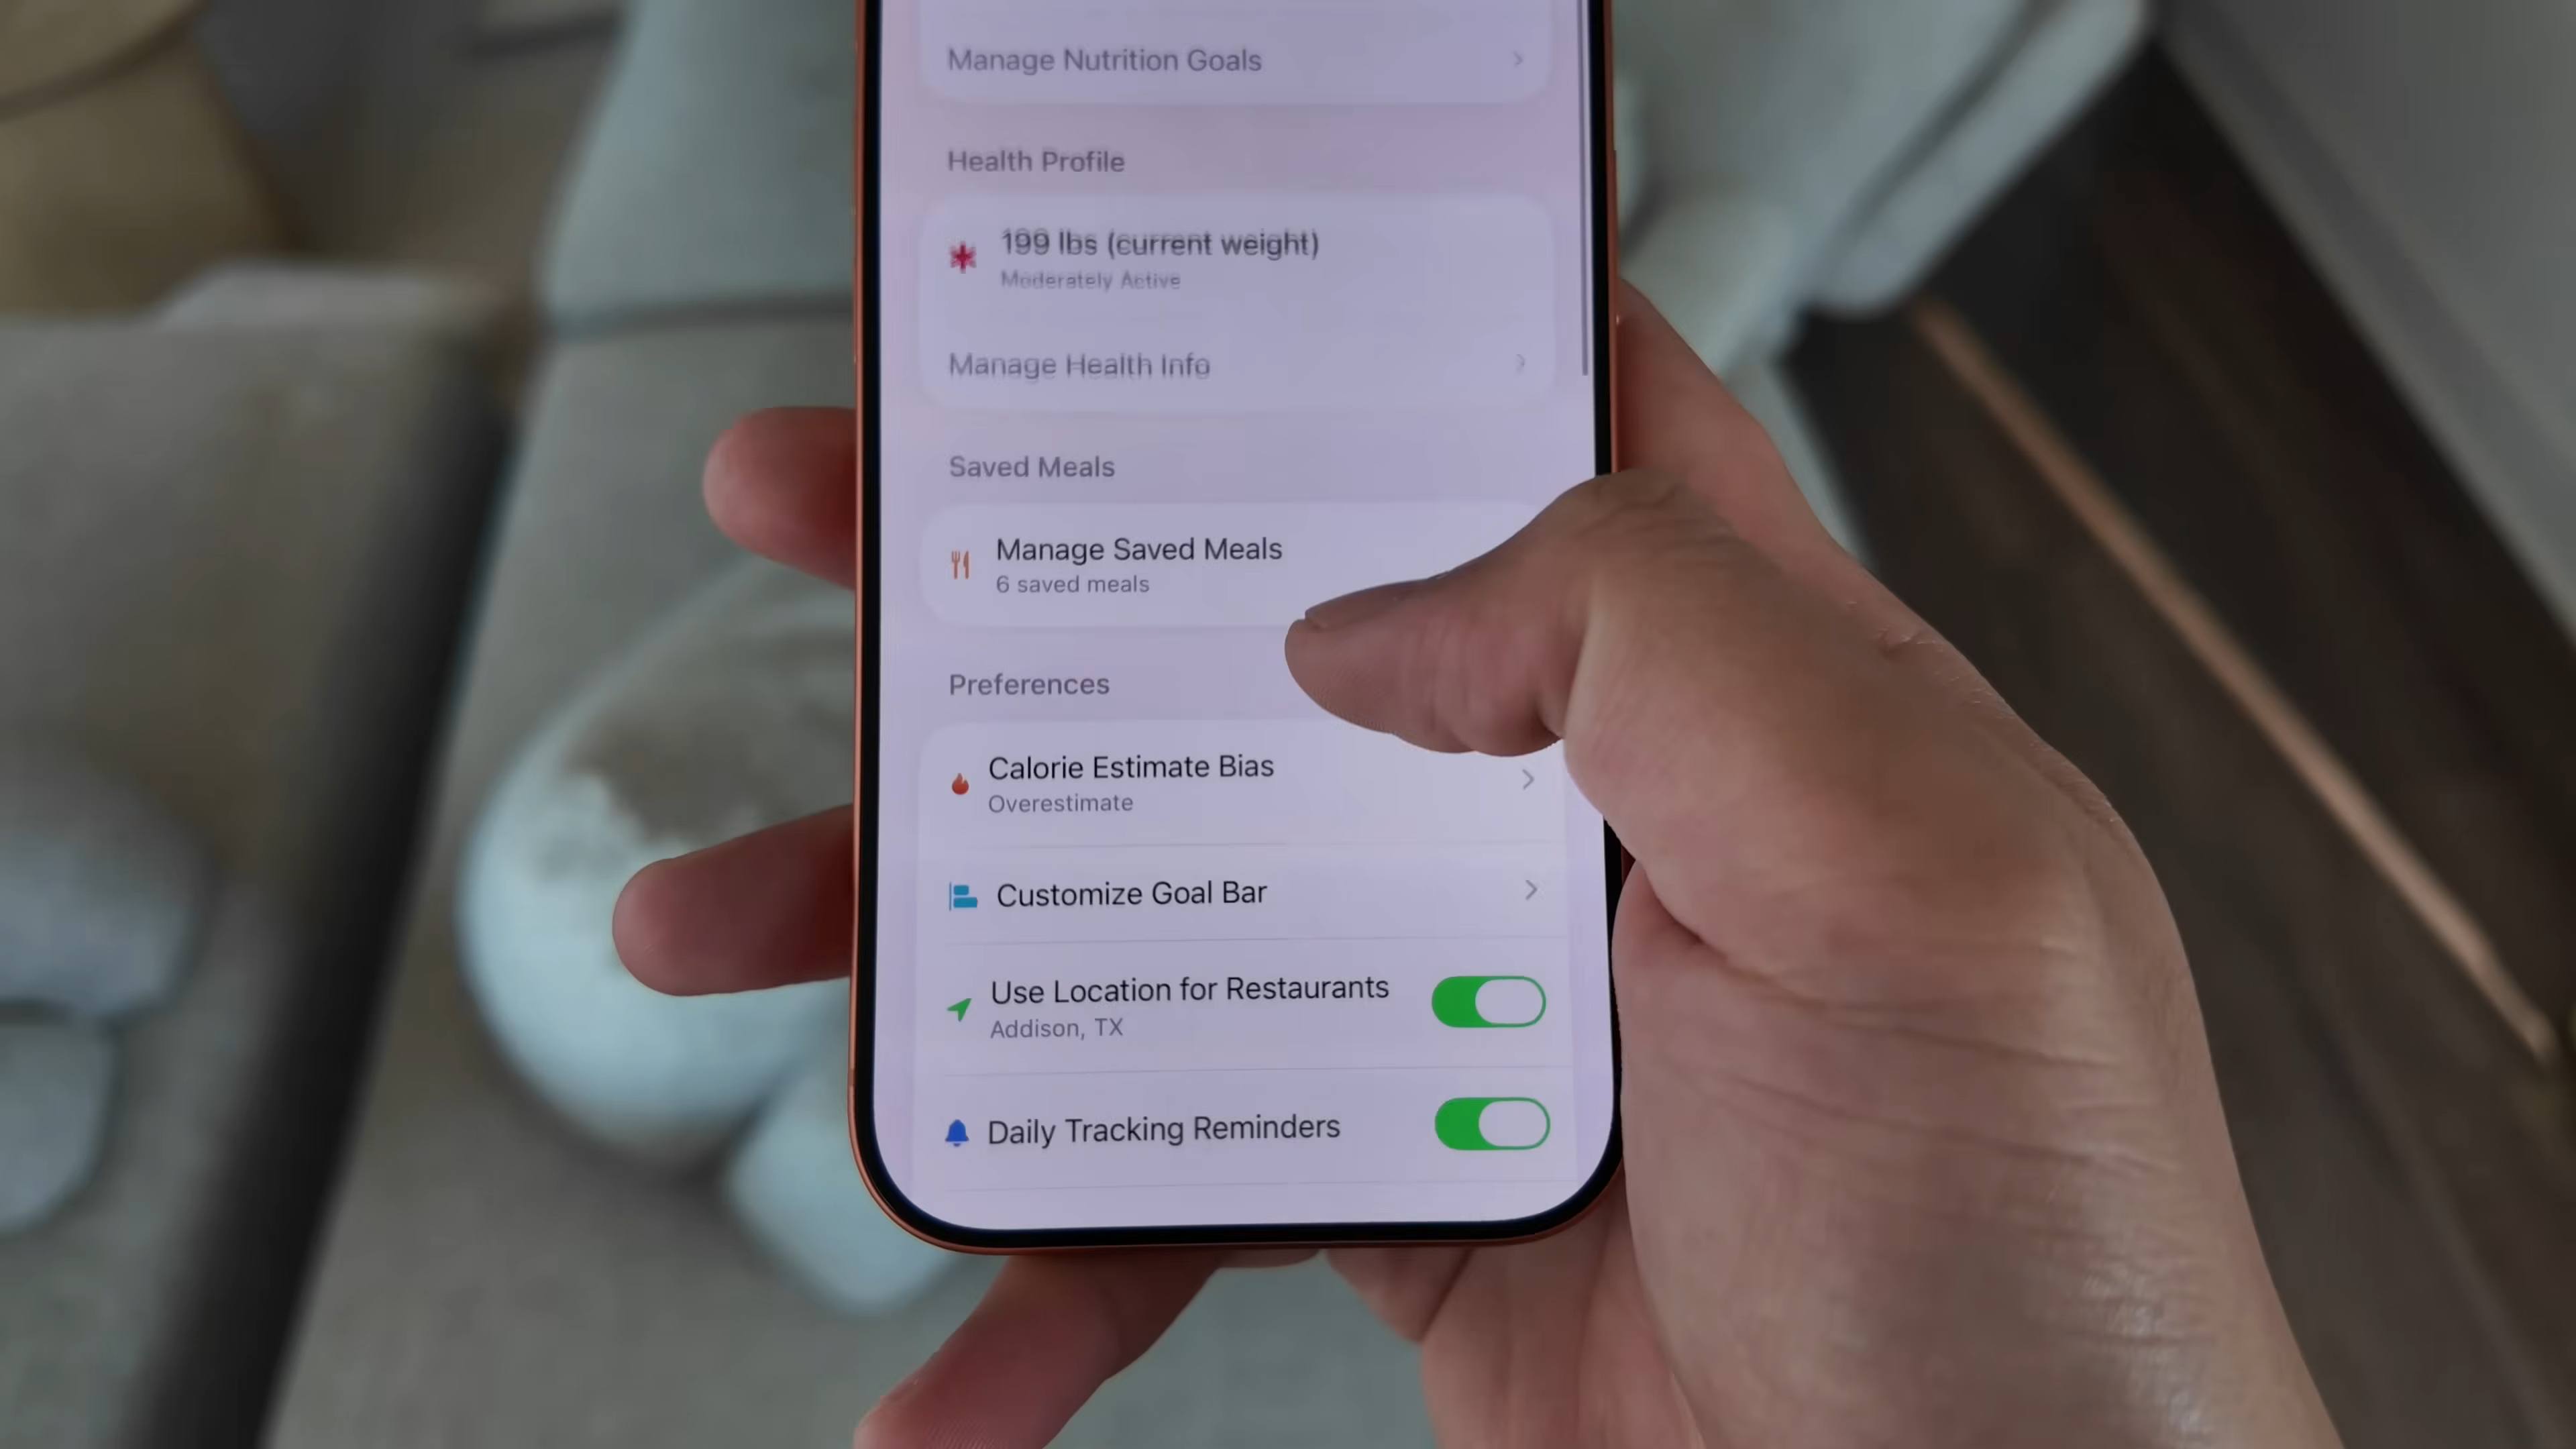 Manage Nutrition Goals
Health Profile
199 lbs (current weight)
Moderately Active
Manage Health Info
Saved Meals
Manage Saved Meals
6 saved meals
Preferences
Calorie Estimate Bias
Overestimate
Customize Goal Bar
Use Location for Restaurants
Addison, TX
Daily Tracking Reminders